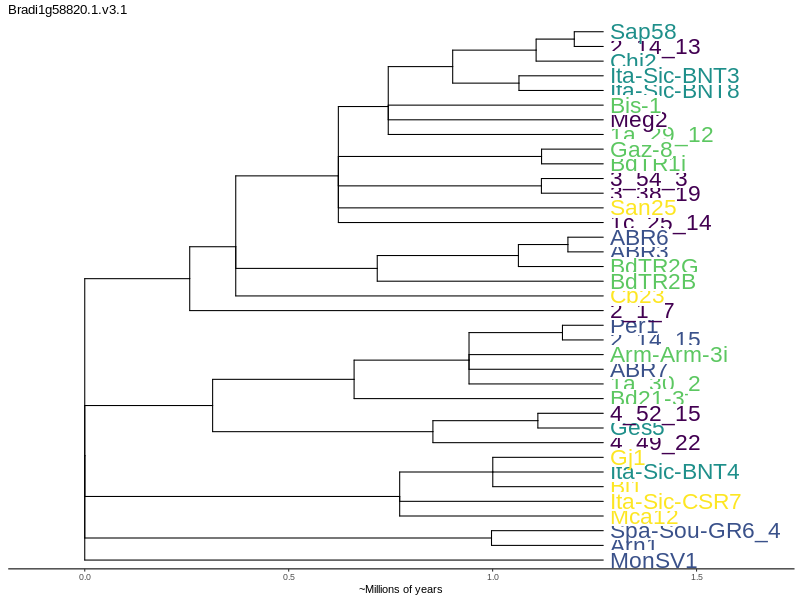 Bradi1g58820.1.v3.1
Sap58
2_14_13
Chi2
Ita-Sic-BNT3
Ita-Sic-BNT8
Bis-1
Meg2
Ta_29_12
Gaz-8
BdTR1i
3_54_3
3_38_19
San25
Tc_25_14
ABR6
ABR3
BdTR2G
BdTR2B
Cb23
2_1_7
Per1
2_14_15
Arm-Arm-3i
ABR7
Ta_30_2
Bd21-3
4_52_15
Ges5
4_49_22
Gj1
Ita-Sic-BNT4
Ita-Sic-CSR7
Mca12
Spa-Sou-GR6_4
Arn1
MonSV1
0.0 0.5 1.0 1.5
~Millions of years